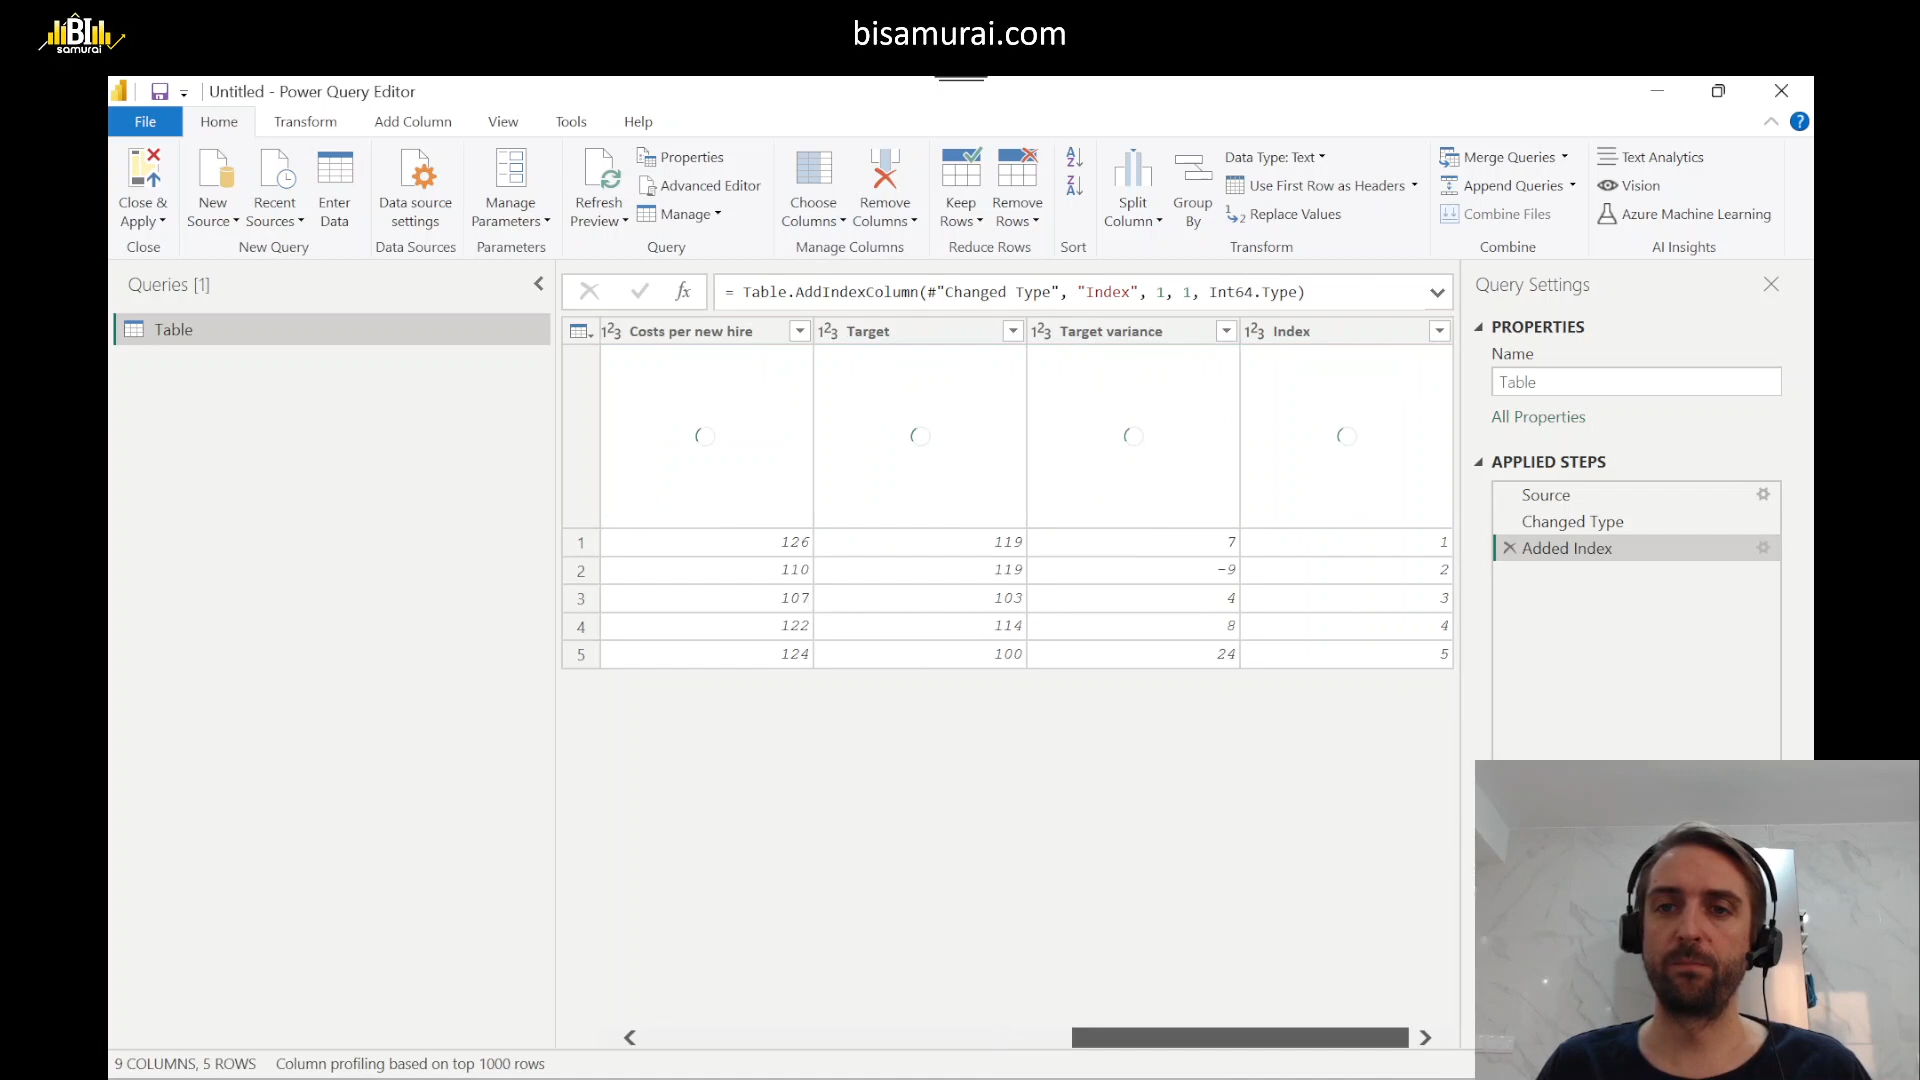 BI
samurai
bisamurai.com
Untitled - Power Query Editor
File Home Transform Add Column View Tools Help
?
Close &
Apply
Close
New
Source
Recent
Sources
Enter
Data
New Query
Data source
settings
Data Sources
Manage
Parameters
Parameters
Refresh
Preview
Properties
Advanced Editor
Manage
Query
Choose
Columns
Remove
Columns
Manage Columns
Keep
Rows
Remove
Rows
Reduce Rows
A
Z
Z
A
Sort
Split
Column
Group
By
Data Type: Text
Use First Row as Headers
1
2
Replace Values
Transform
Merge Queries
Append Queries
Combine Files
Combine
Text Analytics
Vision
Azure Machine Learning
AI Insights
Queries [1]
Table
fx
= Table.AddIndexColumn(#"Changed Type", "Index", 1, 1, Int64.Type)
123 Costs per new hire 123 Target 123 Target variance 123 Index
1 126 119 7 1
2 110 119 -9 2
3 107 103 4 3
4 122 114 8 4
5 124 100 24 5
Query Settings
PROPERTIES
Name
Table
All Properties
APPLIED STEPS
Source
Changed Type
Added Index
9 COLUMNS, 5 ROWS Column profiling based on top 1000 rows